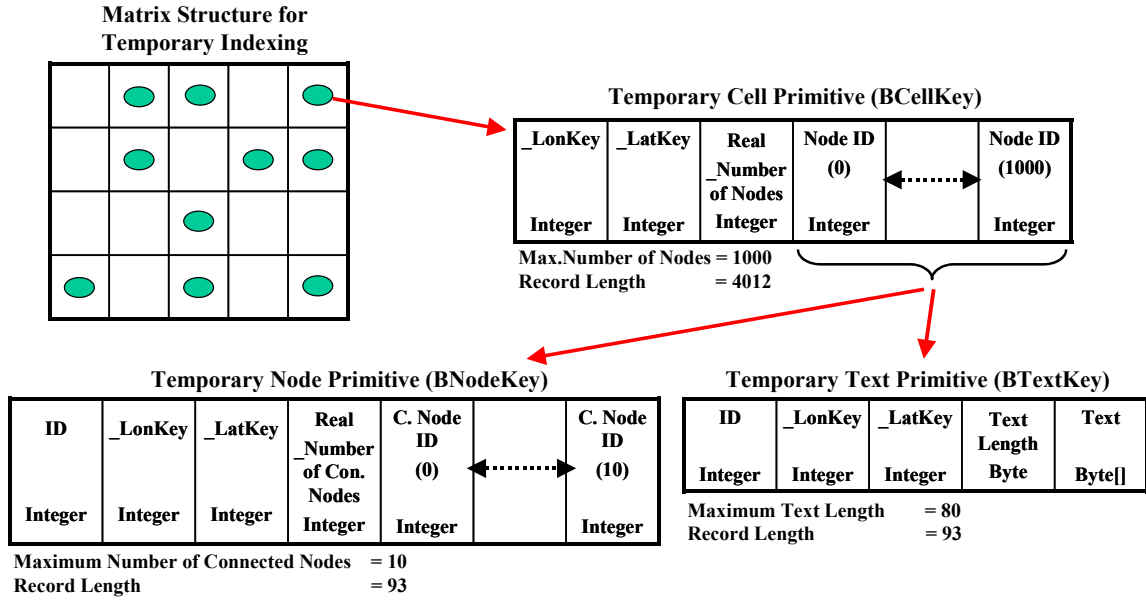 Matrix Structure for
Temporary Indexing
Temporary Cell Primitive (BCellKey)
_LonKey
Integer
_LatKey
Integer
Real
_Number
of Nodes
Integer
Node ID
(0)
Integer
Node ID
(1000)
Integer
Max.Number of Nodes = 1000
Record Length = 4012
Temporary Node Primitive (BNodeKey)
ID
Integer
_LonKey
Integer
_LatKey
Integer
Real
_Number
of Con.
Nodes
Integer
C. Node
ID
(0)
Integer
C. Node
ID
(10)
Integer
Maximum Number of Connected Nodes = 10
Record Length = 93
Temporary Text Primitive (BTextKey)
ID
Integer
_LonKey
Integer
_LatKey
Integer
Text
Length
Byte
Text
Byte[]
Maximum Text Length = 80
Record Length = 93